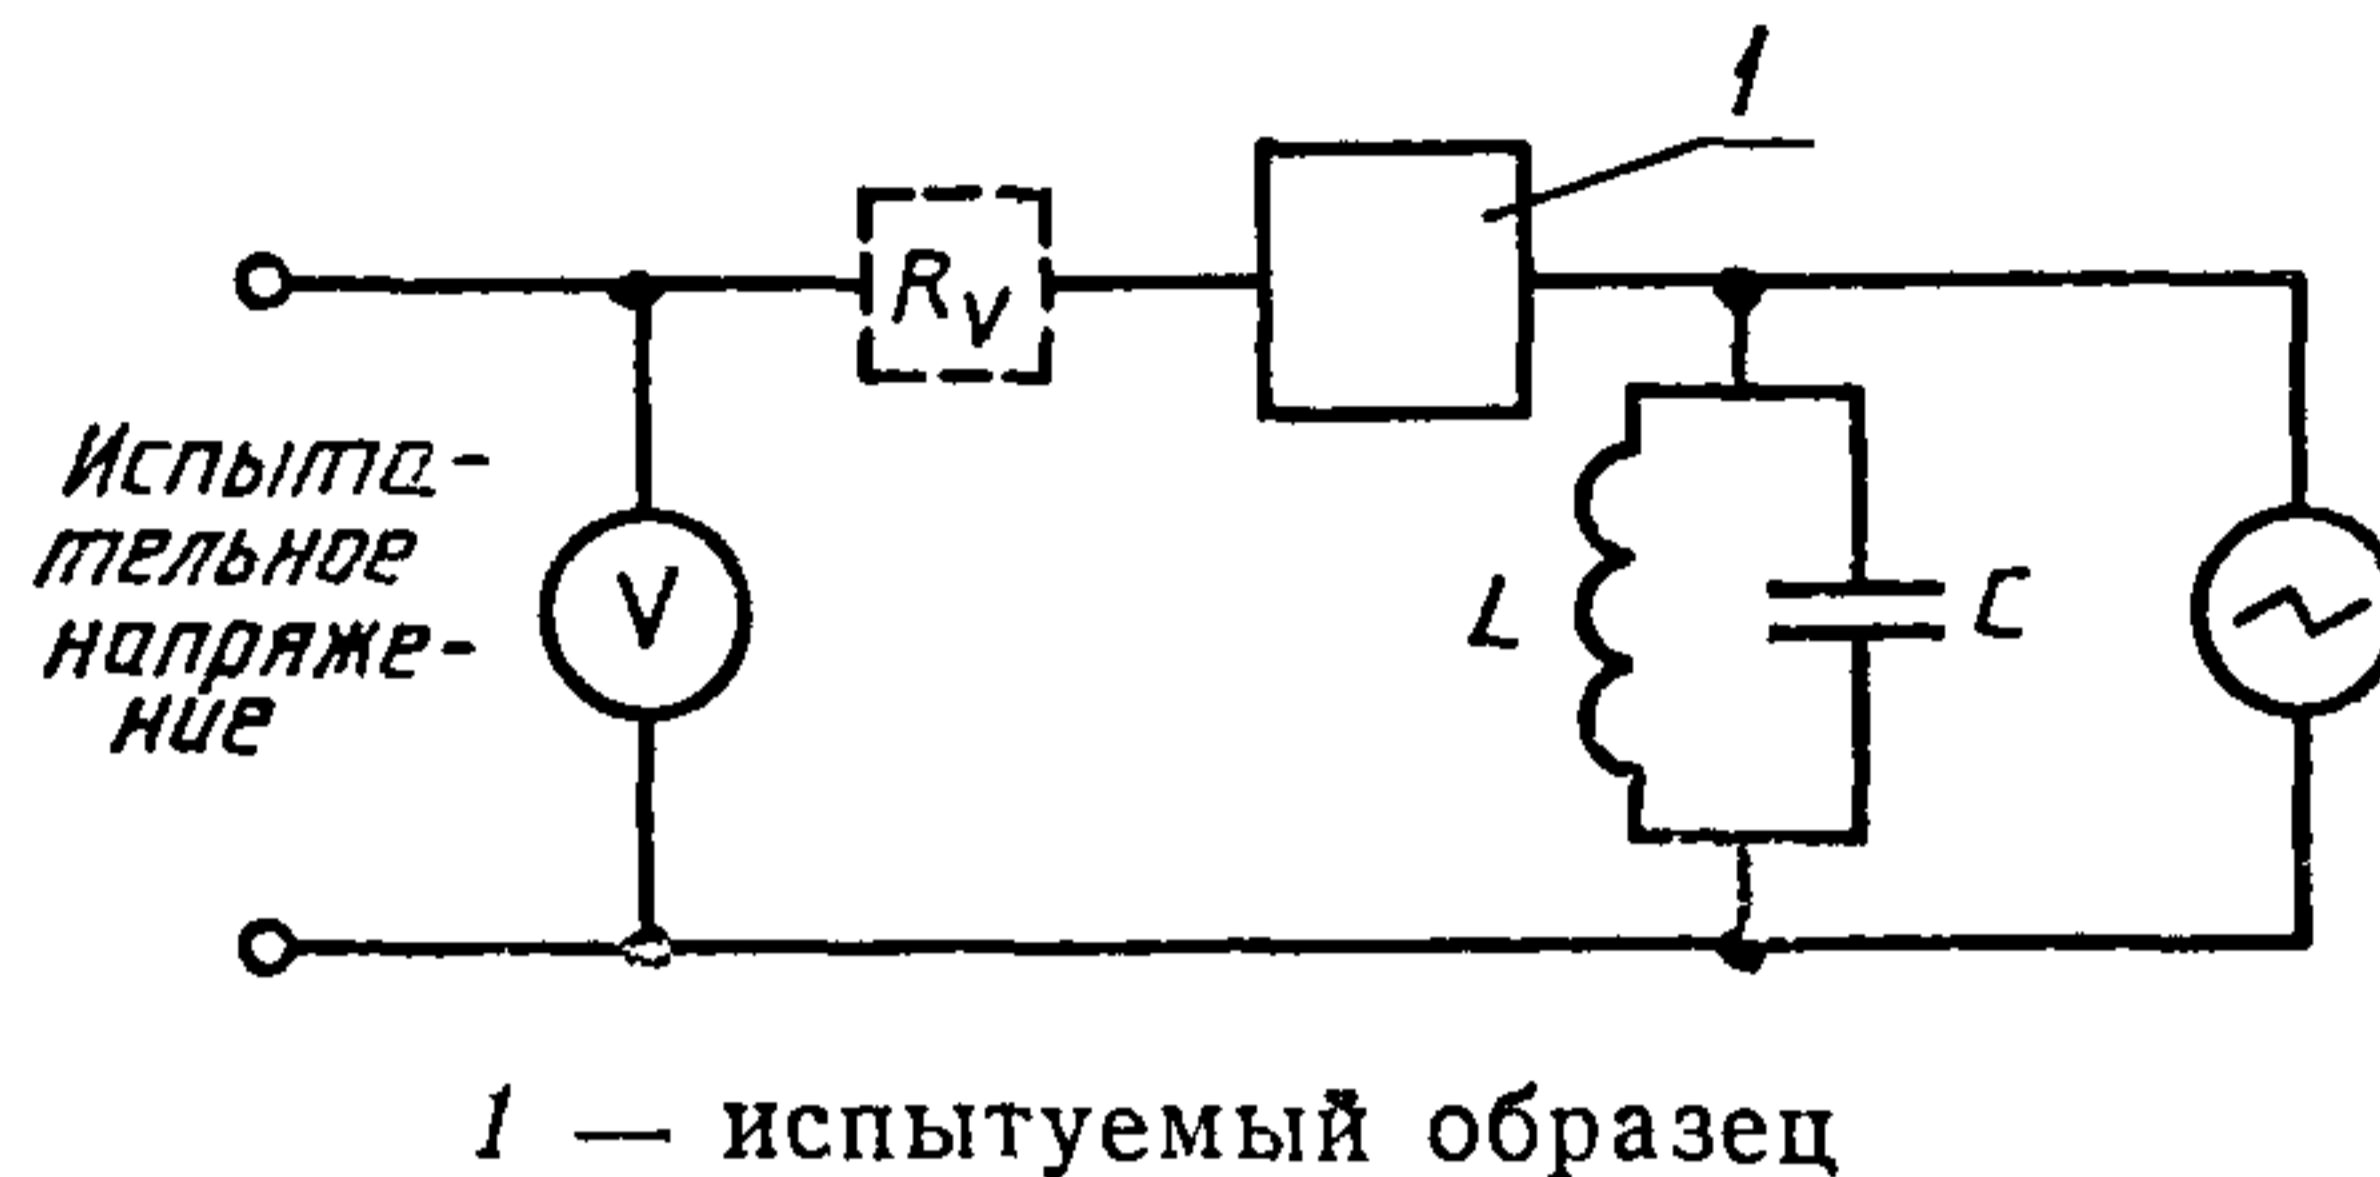 1
R_V
Испыта-
тельное
напряже-
ние
V
L
C
1 — испытуемый образец